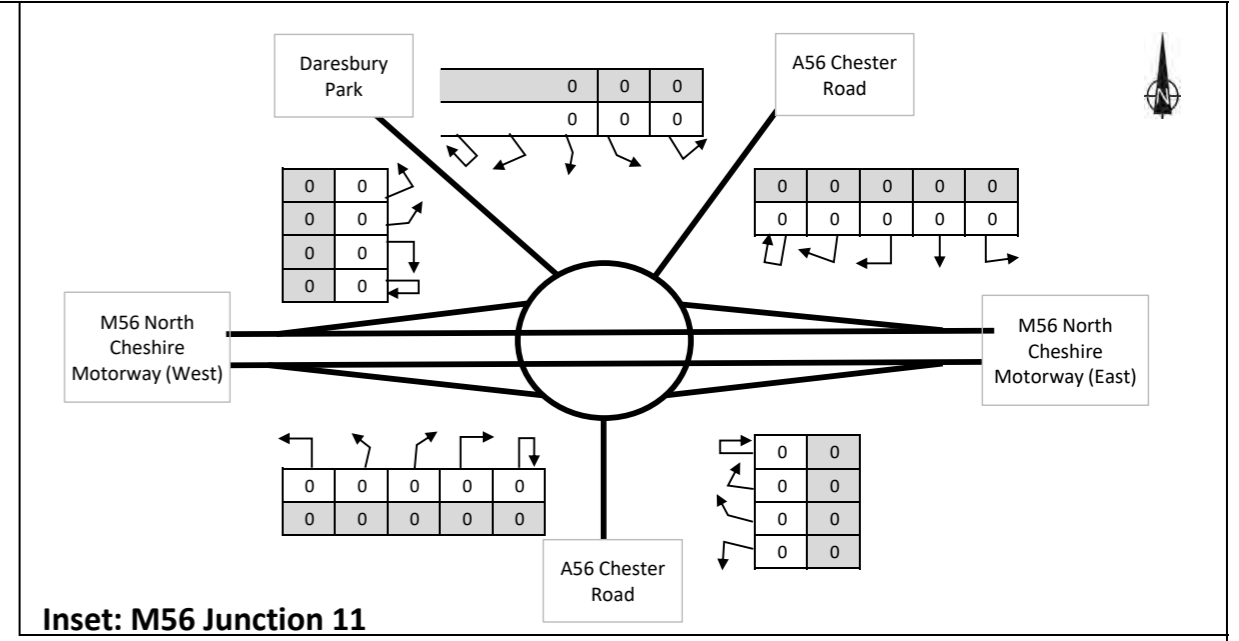 Daresbury
Park
A56 Chester
Road
0 0 0
0 0 0
N
0 0
0 0
0 0
0 0
0 0 0 0 0
0 0 0 0 0
M56 North
Cheshire
Motorway (West)
M56 North
Cheshire
Motorway (East)
0 0 0 0 0
0 0 0 0 0
0 0
0 0
0 0
0 0
A56 Chester
Road
Inset: M56 Junction 11